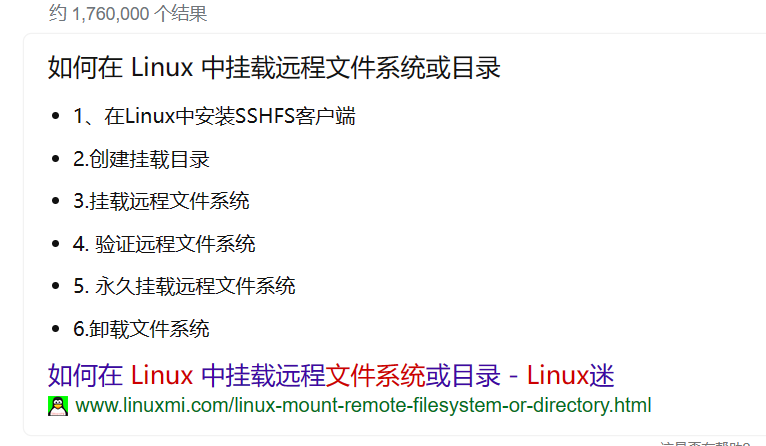 约 1,760,000 个结果
如何在 Linux 中挂载远程文件系统或目录
• 1、在Linux中安装SSHFS客户端
• 2.创建挂载目录
• 3.挂载远程文件系统
• 4. 验证远程文件系统
• 5. 永久挂载远程文件系统
• 6.卸载文件系统
如何在 Linux 中挂载远程文件系统或目录 - Linux迷
www.linuxmi.com/linux-mount-remote-filesystem-or-directory.html